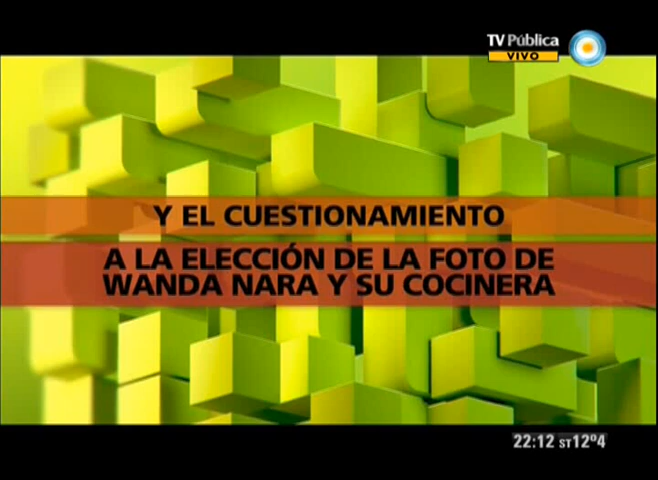 TV Pública
VIVO
Y EL CUESTIONAMIENTO
A LA ELECCIÓN DE LA FOTO DE
WANDA NARA Y SU COCINERA
22:12 ST12º4